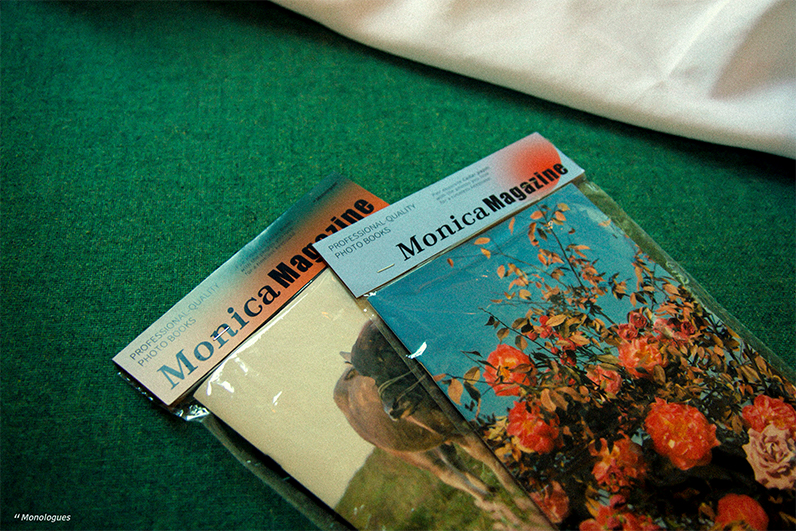 PROFESSIONAL-QUALITY
PHOTO BOOKS
MonicaMagazine
PROFESSIONAL-QUALITY
PHOTO BOOKS
MonicaMagazine
“ Monologues